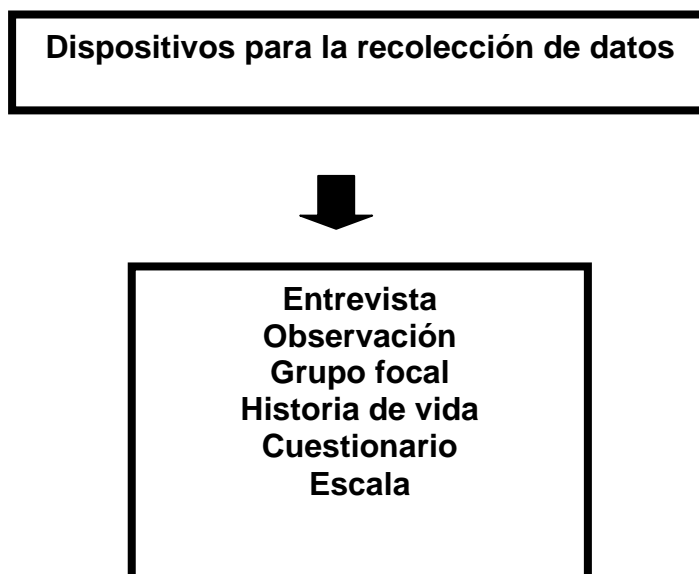 Dispositivos para la recolección de datos
Entrevista
Observación
Grupo focal
Historia de vida
Cuestionario
Escala